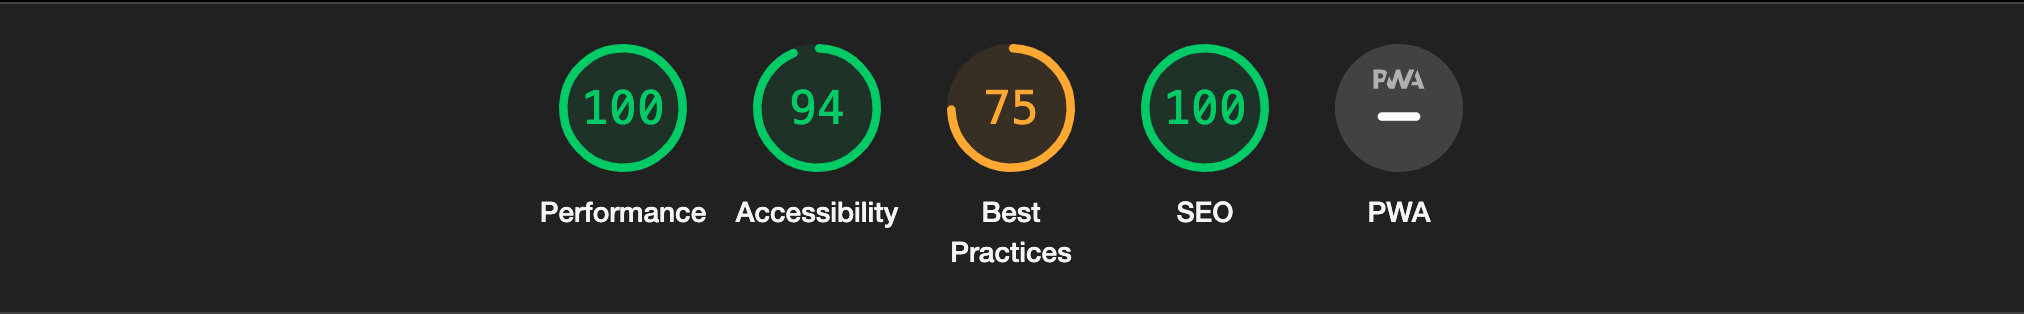 100
94
75
100
PWA
Performance
Accessibility
Best
Practices
SEO
PWA